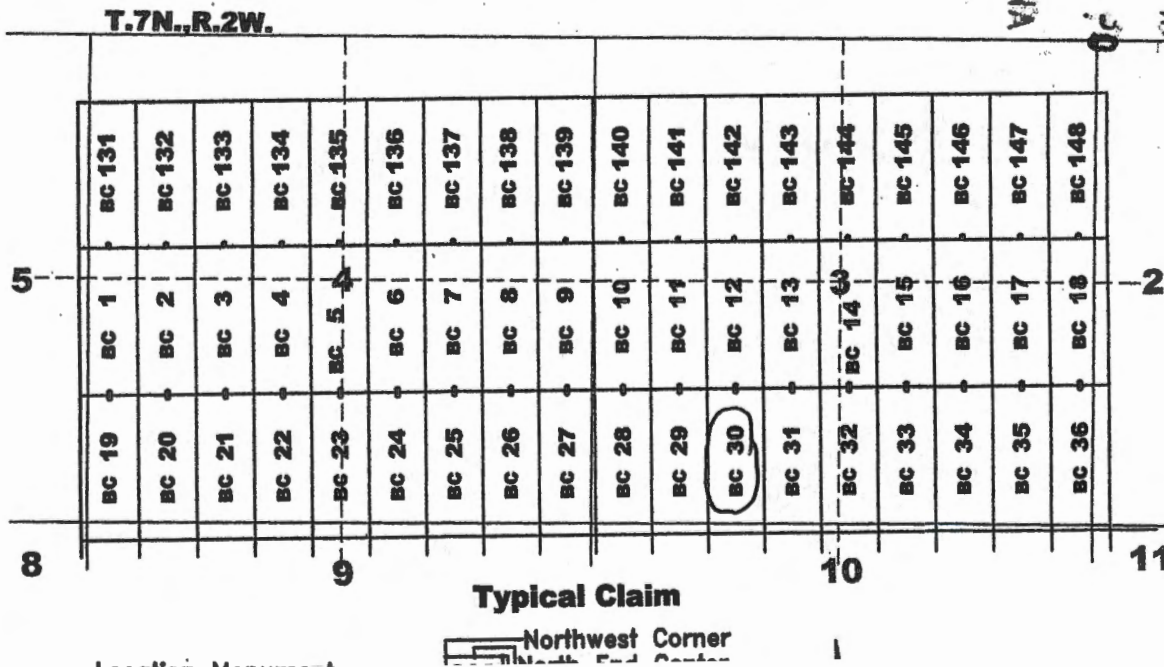 T.7N.,R.2W.
BC 131 BC 132 BC 133 BC 134 BC 135 BC 136 BC 137 BC 138 BC 139 BC 140 BC 141 BC 142 BC 143 BC 144 BC 145 BC 146 BC 147 BC 148
5 4 3 2
BC 1 BC 2 BC 3 BC 4 BC 5 BC 6 BC 7 BC 8 BC 9 BC 10 BC 11 BC 12 BC 13 BC 14 BC 15 BC 16 BC 17 BC 18
BC 19 BC 20 BC 21 BC 22 BC 23 BC 24 BC 25 BC 26 BC 27 BC 28 BC 29 BC 30 BC 31 BC 32 BC 33 BC 34 BC 35 BC 36
8 9 10 11
Typical Claim
Northwest Corner
Location Monument
North End Center